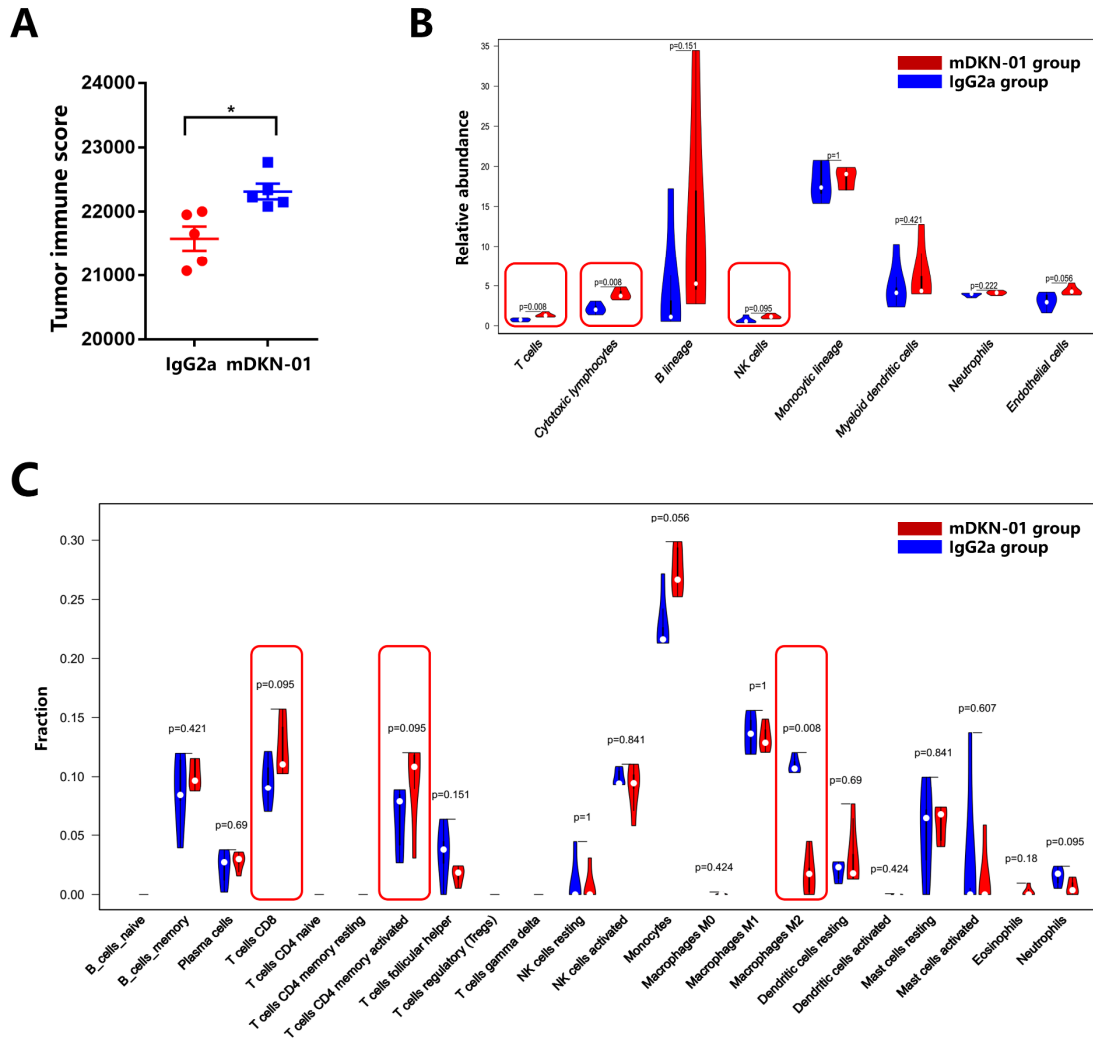 A
Tumor immune score
24000
23000
22000
21000
20000
*
IgG2a mDKN-01
B
Relative abundance
35
30
25
20
15
10
5
0
mDKN-01 group
IgG2a group
p=0.008
p=0.008
p=0.151
p=0.095
p=1
p=0.421
p=0.222
p=0.056
T cells
Cytotoxic lymphocytes
B lineage
NK cells
Monocytic lineage
Myeloid dendritic cells
Neutrophils
Endothelial cells
C
Fraction
0.30
0.25
0.20
0.15
0.10
0.05
0.00
mDKN-01 group
IgG2a group
p=0.421
p=0.69
p=0.095
p=0.095
p=0.151
p=1
p=0.841
p=0.056
p=0.424
p=1
p=0.008
p=0.69
p=0.424
p=0.841
p=0.607
p=0.18
p=0.095
B_cells_naive
B_cells_memory
Plasma cells
T cells CD8
T cells CD4 naive
T cells CD4 memory resting
T cells CD4 memory activated
T cells follicular helper
T cells regulatory (Tregs)
T cells gamma delta
NK Cells resting
NK cells activated
Monocytes
Macrophages M0
Macrophages M1
Macrophages M2
Dendritic cells resting
Dendritic cells activated
Mast cells resting
Mast cells activated
Eosinophils
Neutrophils